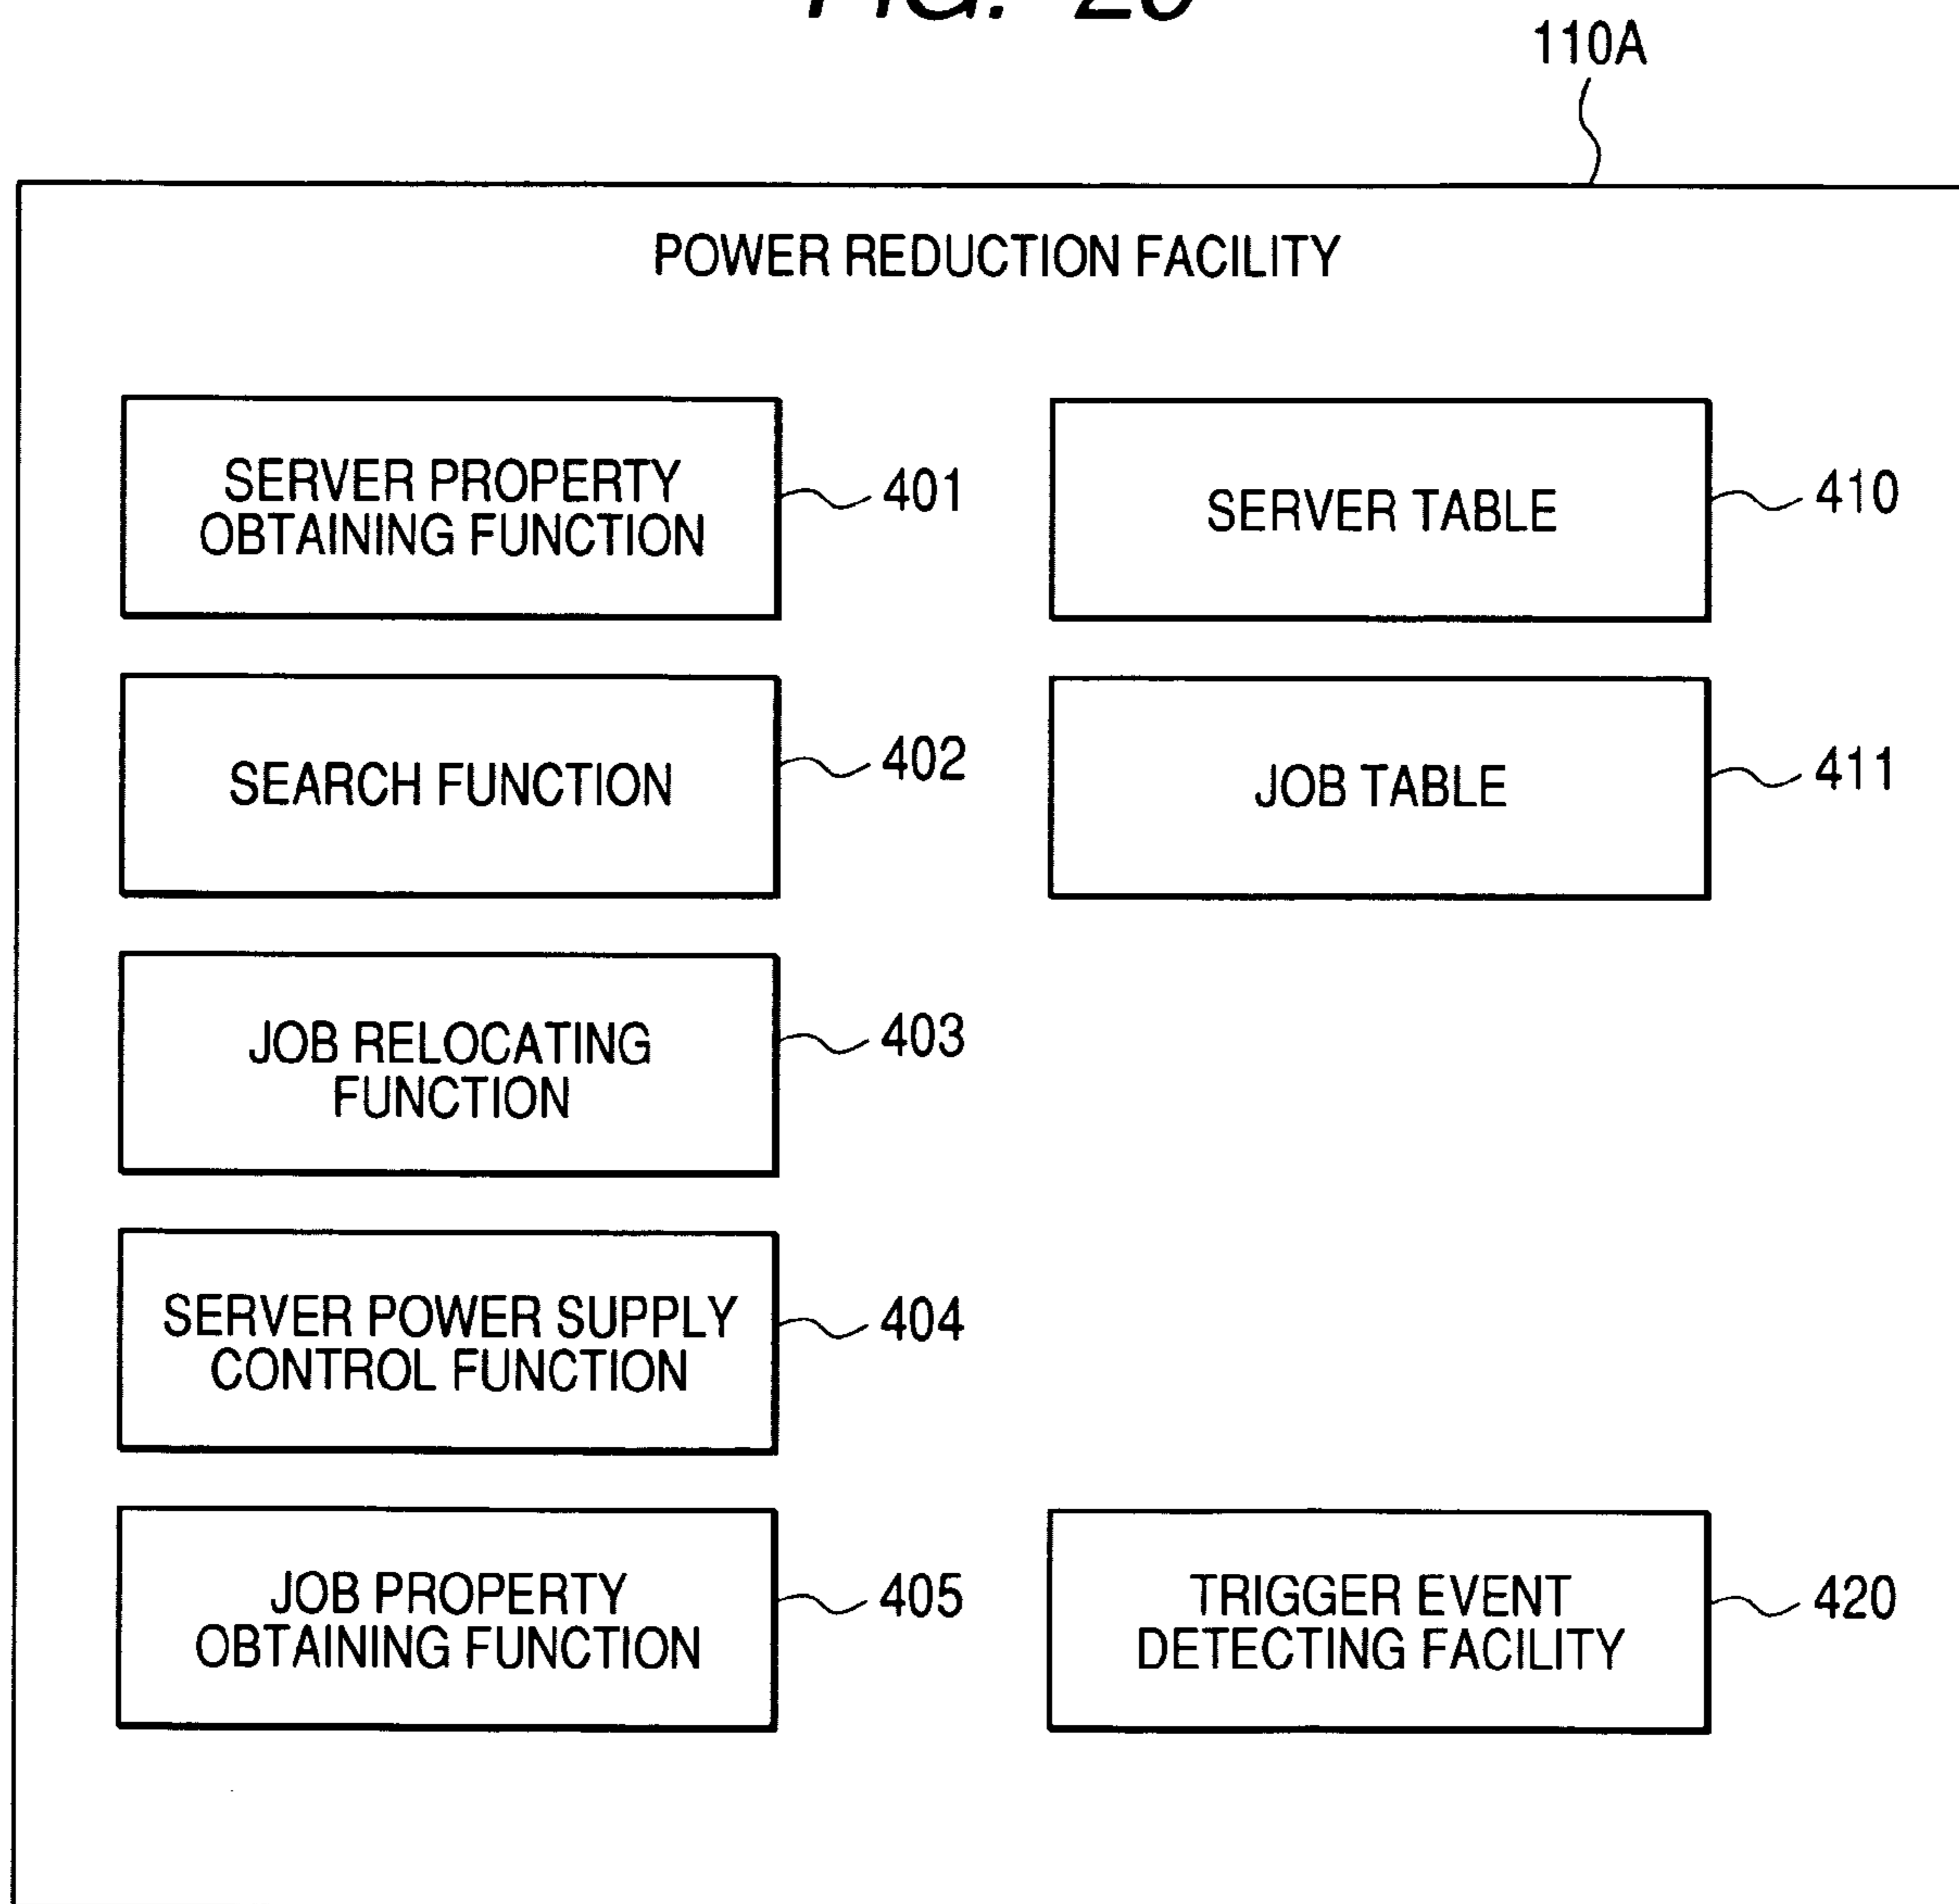 110A
POWER REDUCTION FACILITY
SERVER PROPERTY
OBTAINING FUNCTION
401
SERVER TABLE
410
SEARCH FUNCTION
402
JOB TABLE
411
JOB RELOCATING
FUNCTION
403
SERVER POWER SUPPLY
CONTROL FUNCTION
404
JOB PROPERTY
OBTAINING FUNCTION
405
TRIGGER EVENT
DETECTING FACILITY
420